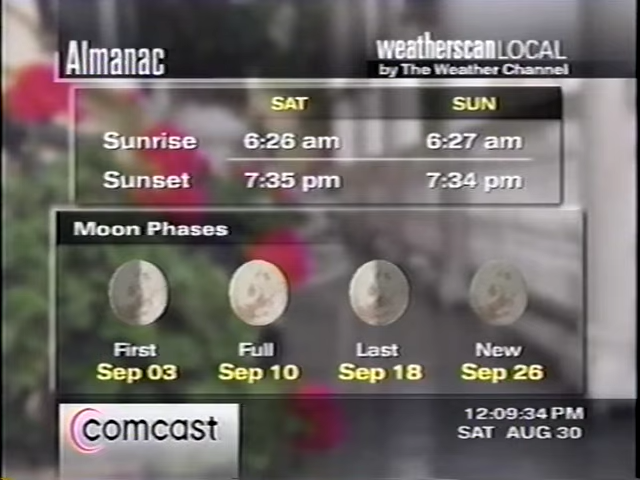 Almanac
weatherscan LOCAL
by The Weather Channel
SAT SUN
Sunrise 6:26 am 6:27 am
Sunset 7:35 pm 7:34 pm
Moon Phases
First Full Last New
Sep 03 Sep 10 Sep 18 Sep 26
comcast
12:09:34 PM
SAT AUG 30